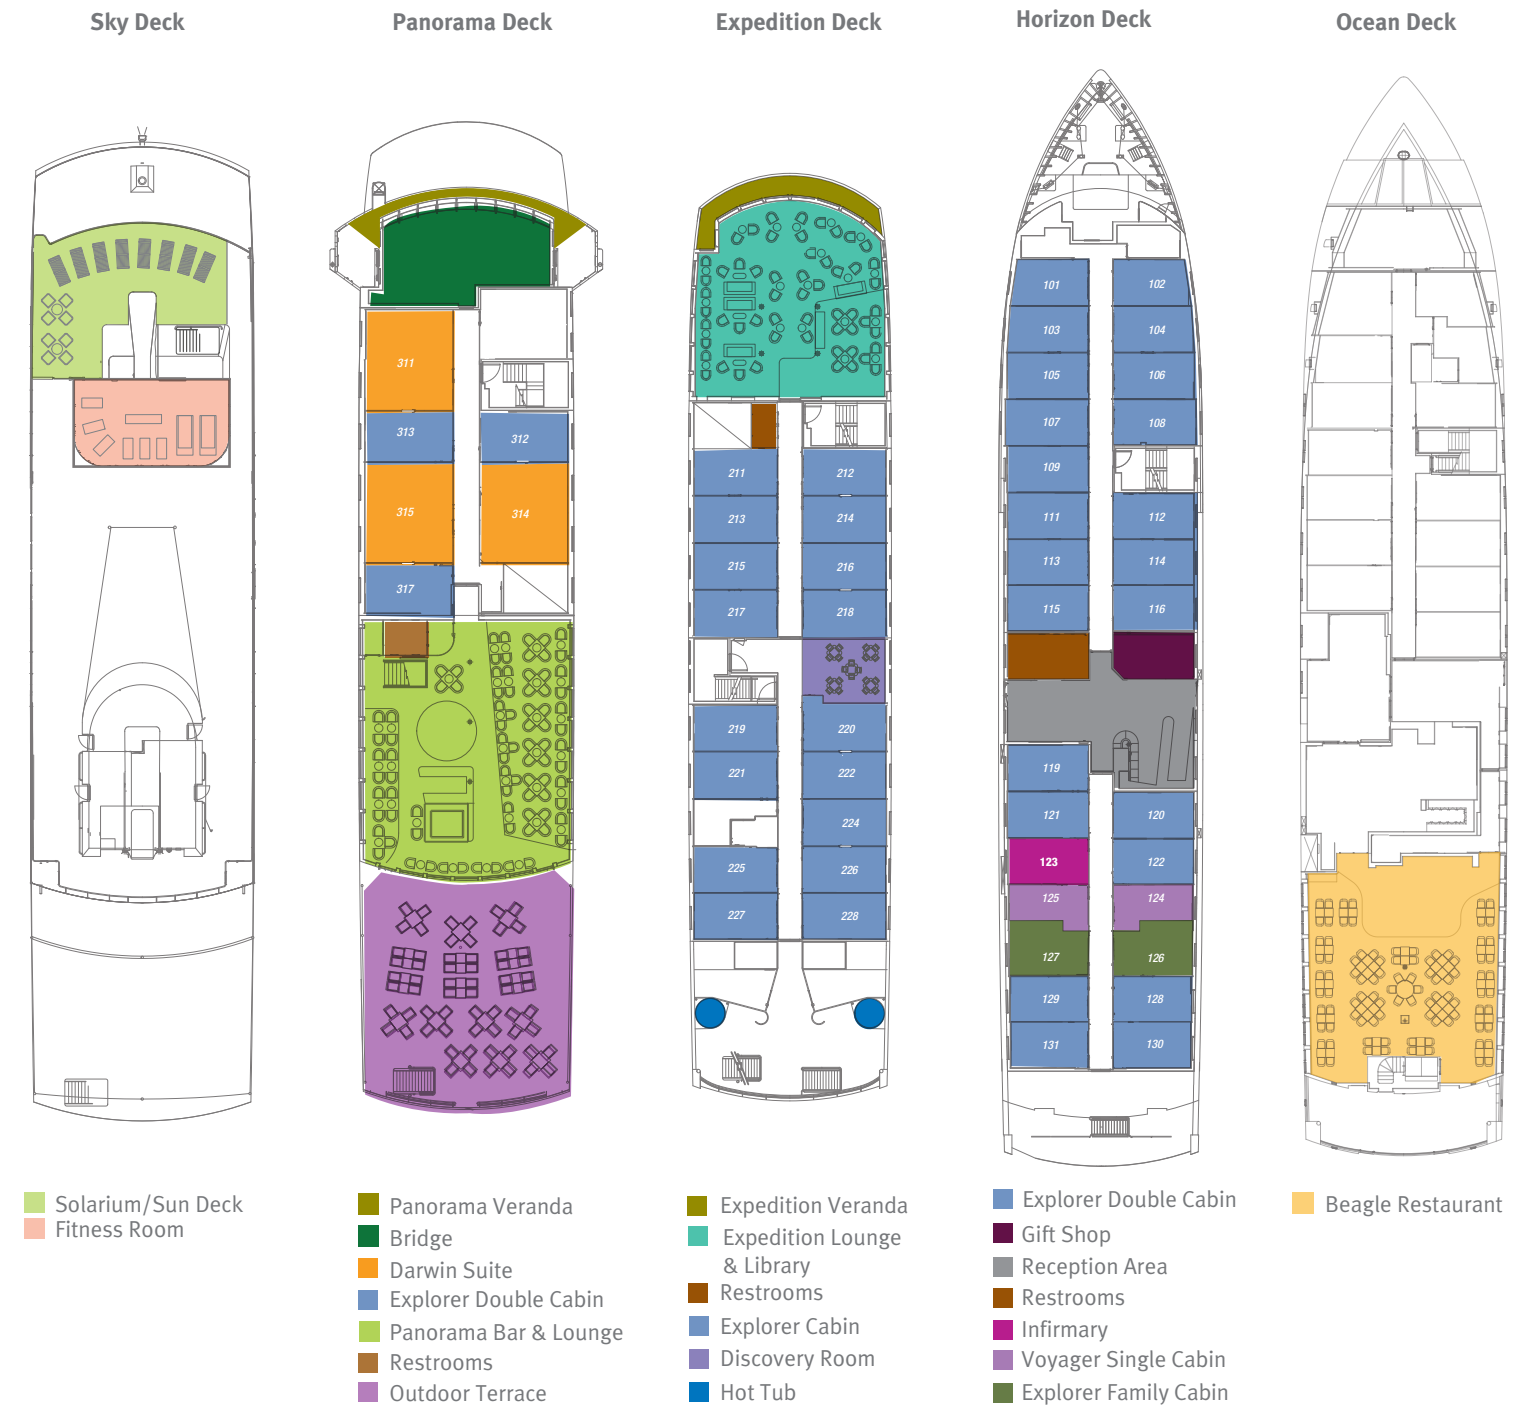 Sky Deck
Panorama Deck
Expedition Deck
Horizon Deck
Ocean Deck
311
313
312
315
314
317
211
212
213
214
215
216
217
218
219
220
221
222
224
225
226
227
228
101
102
103
104
105
106
107
108
109
111
112
113
114
115
116
119
121
120
123
122
125
124
127
126
129
128
131
130
Solarium/Sun Deck
Fitness Room
Panorama Veranda
Bridge
Darwin Suite
Explorer Double Cabin
Panorama Bar & Lounge
Restrooms
Outdoor Terrace
Expedition Veranda
Expedition Lounge
& Library
Restrooms
Explorer Cabin
Discovery Room
Hot Tub
Explorer Double Cabin
Gift Shop
Reception Area
Restrooms
Infirmary
Voyager Single Cabin
Explorer Family Cabin
Beagle Restaurant